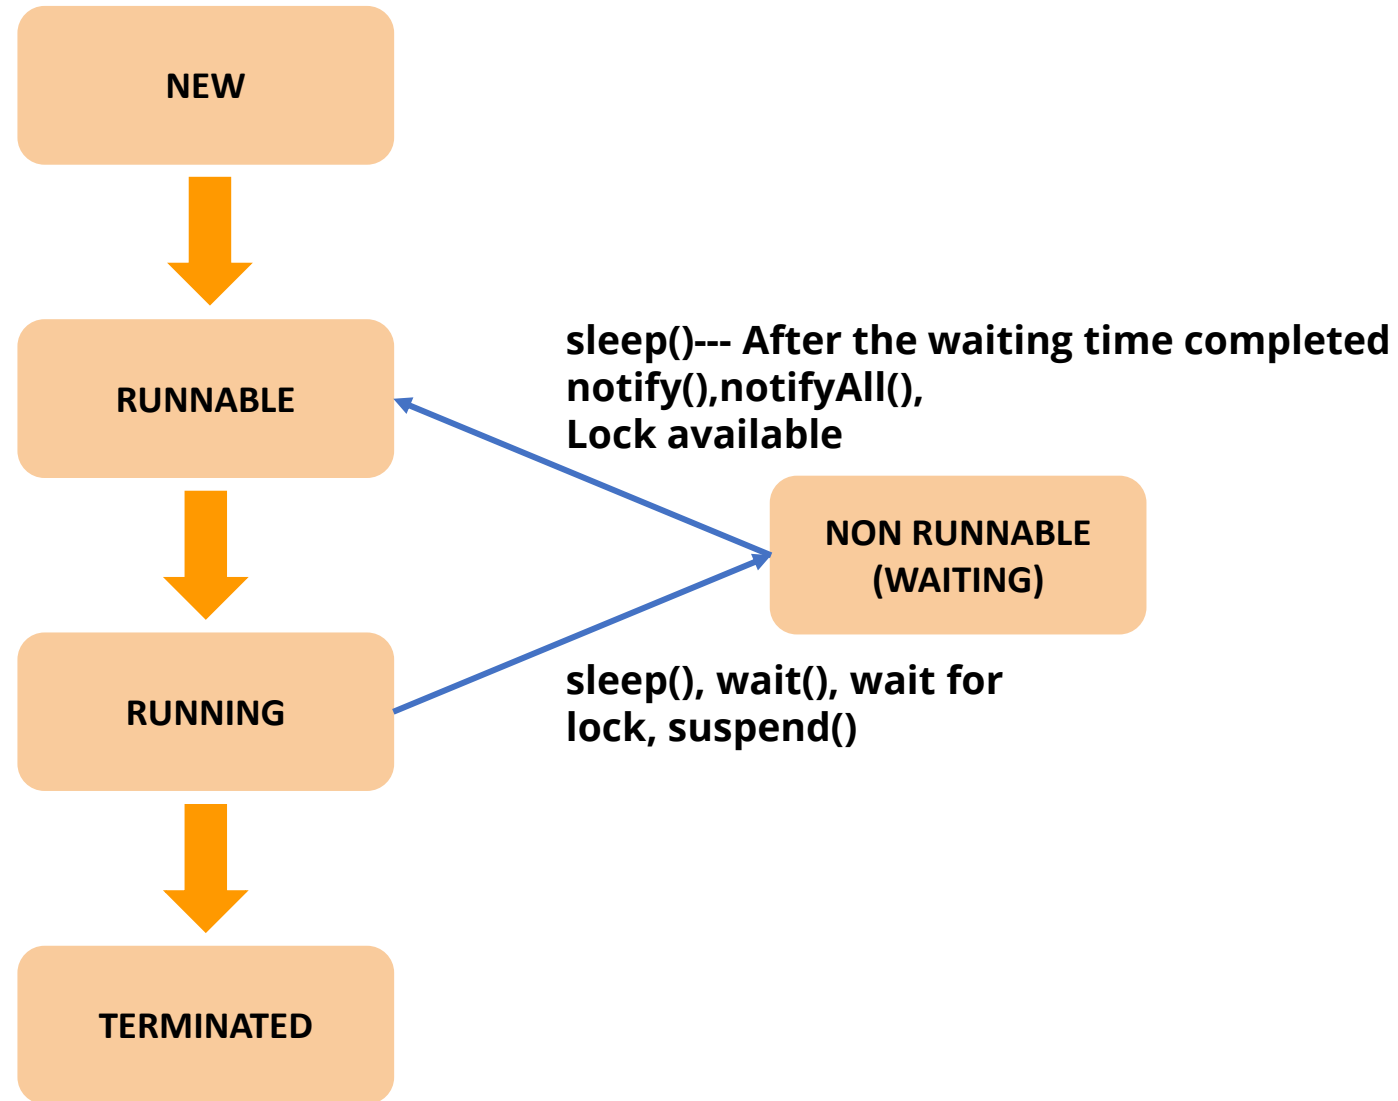 NEW
sleep()--- After the waiting time completed
notify(),notifyAll(),
Lock available
RUNNABLE
NON RUNNABLE
(WAITING)
sleep(), wait(), wait for
lock, suspend()
RUNNING
TERMINATED